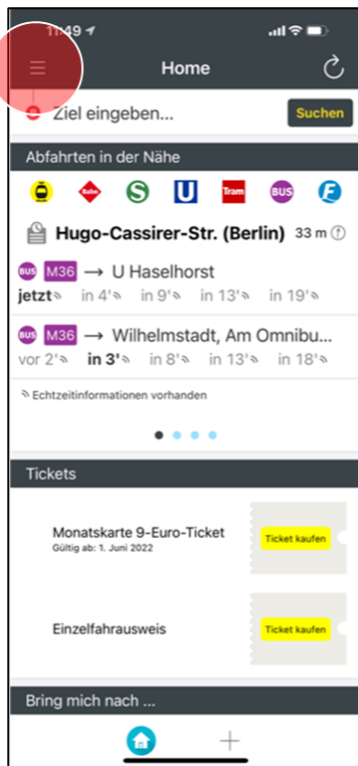 11:49
Home
Ziel eingeben...
Suchen
Abfahrten in der Nähe
Bahn S U Tram BUS F
Hugo-Cassirer-Str. (Berlin) 33 m
BUS M36 → U Haselhorst
jetzt in 4' in 9' in 13' in 19'
BUS M36 → Wilhelmstadt, Am Omnibu...
vor 2' in 3' in 8' in 13' in 18'
Echtzeitinformationen vorhanden
Tickets
Monatskarte 9-Euro-Ticket
Gültig ab: 1. Juni 2022
Ticket kaufen
Einzelfahrausweis
Ticket kaufen
Bring mich nach ...